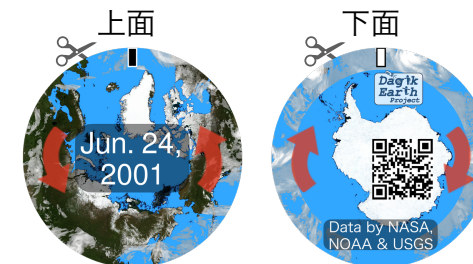 上面
下面
Jun. 24,
2001
Dagik
Earth
Project
Data by NASA,
NOAA & USGS